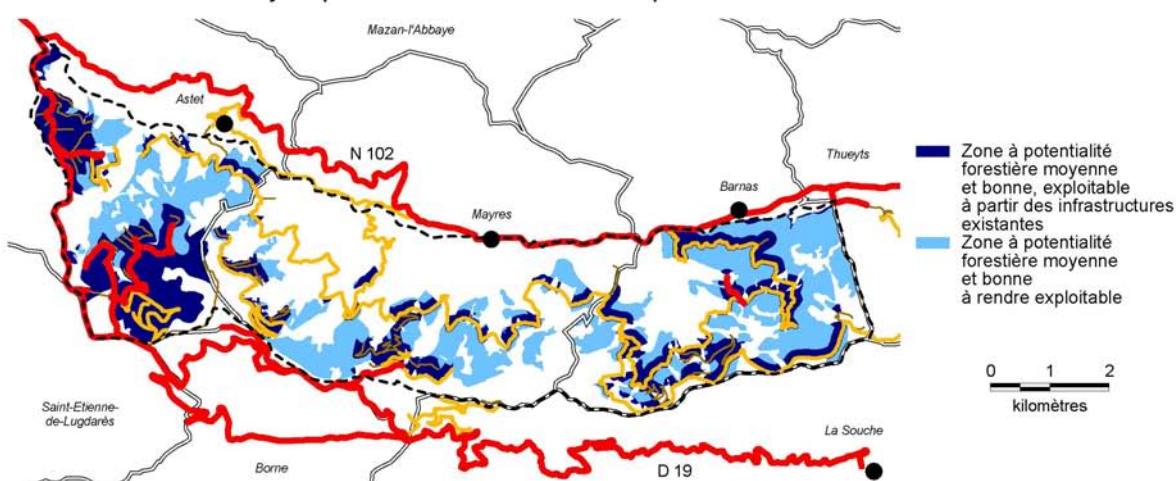 Mazan-l'Abbaye
Astet
N 102
Thueyts
Barnas
Mayres
Zone à potentialité
forestière moyenne
et bonne, exploitable
à partir des infrastructures
existantes
Zone à potentialité
forestière moyenne
et bonne
à rendre exploitable
0 1 2
kilomètres
Saint-Etienne-
de-Lugdarès
La Souche
Borne
D 19